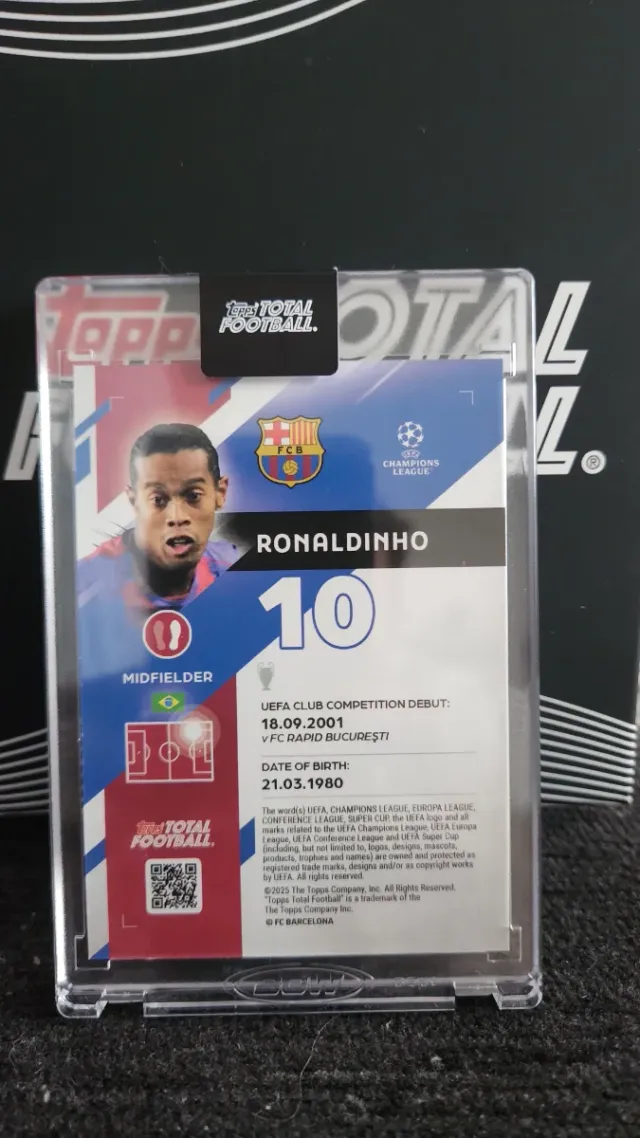 Topps TOTAL
FOOTBALL.
Topps TOTAL
L.®
FCB
UEFA
CHAMPIONS
LEAGUE
RONALDINHO
10
MIDFIELDER
UEFA CLUB COMPETITION DEBUT:
18.09.2001
v FC RAPID BUCUREŞTI
DATE OF BIRTH:
21.03.1980
Topps TOTAL
FOOTBALL.
The word(s) UEFA, CHAMPIONS LEAGUE, EUROPA LEAGUE,
CONFERENCE LEAGUE, SUPER CUP, the UEFA logo and all
marks related to the UEFA Champions League, UEFA Europa
League, UEFA Conference League and UEFA Super Cup
(including, but not limited to, logos, designs, mascots,
products, trophies and names) are owned and protected as
registered trade marks, designs and/or as copyright works
by UEFA. All rights reserved.
©2025 The Topps Company, Inc. All Rights Reserved.
"Topps Total Football" is a trademark of the
The Topps Company Inc.
© FC BARCELONA
BCW